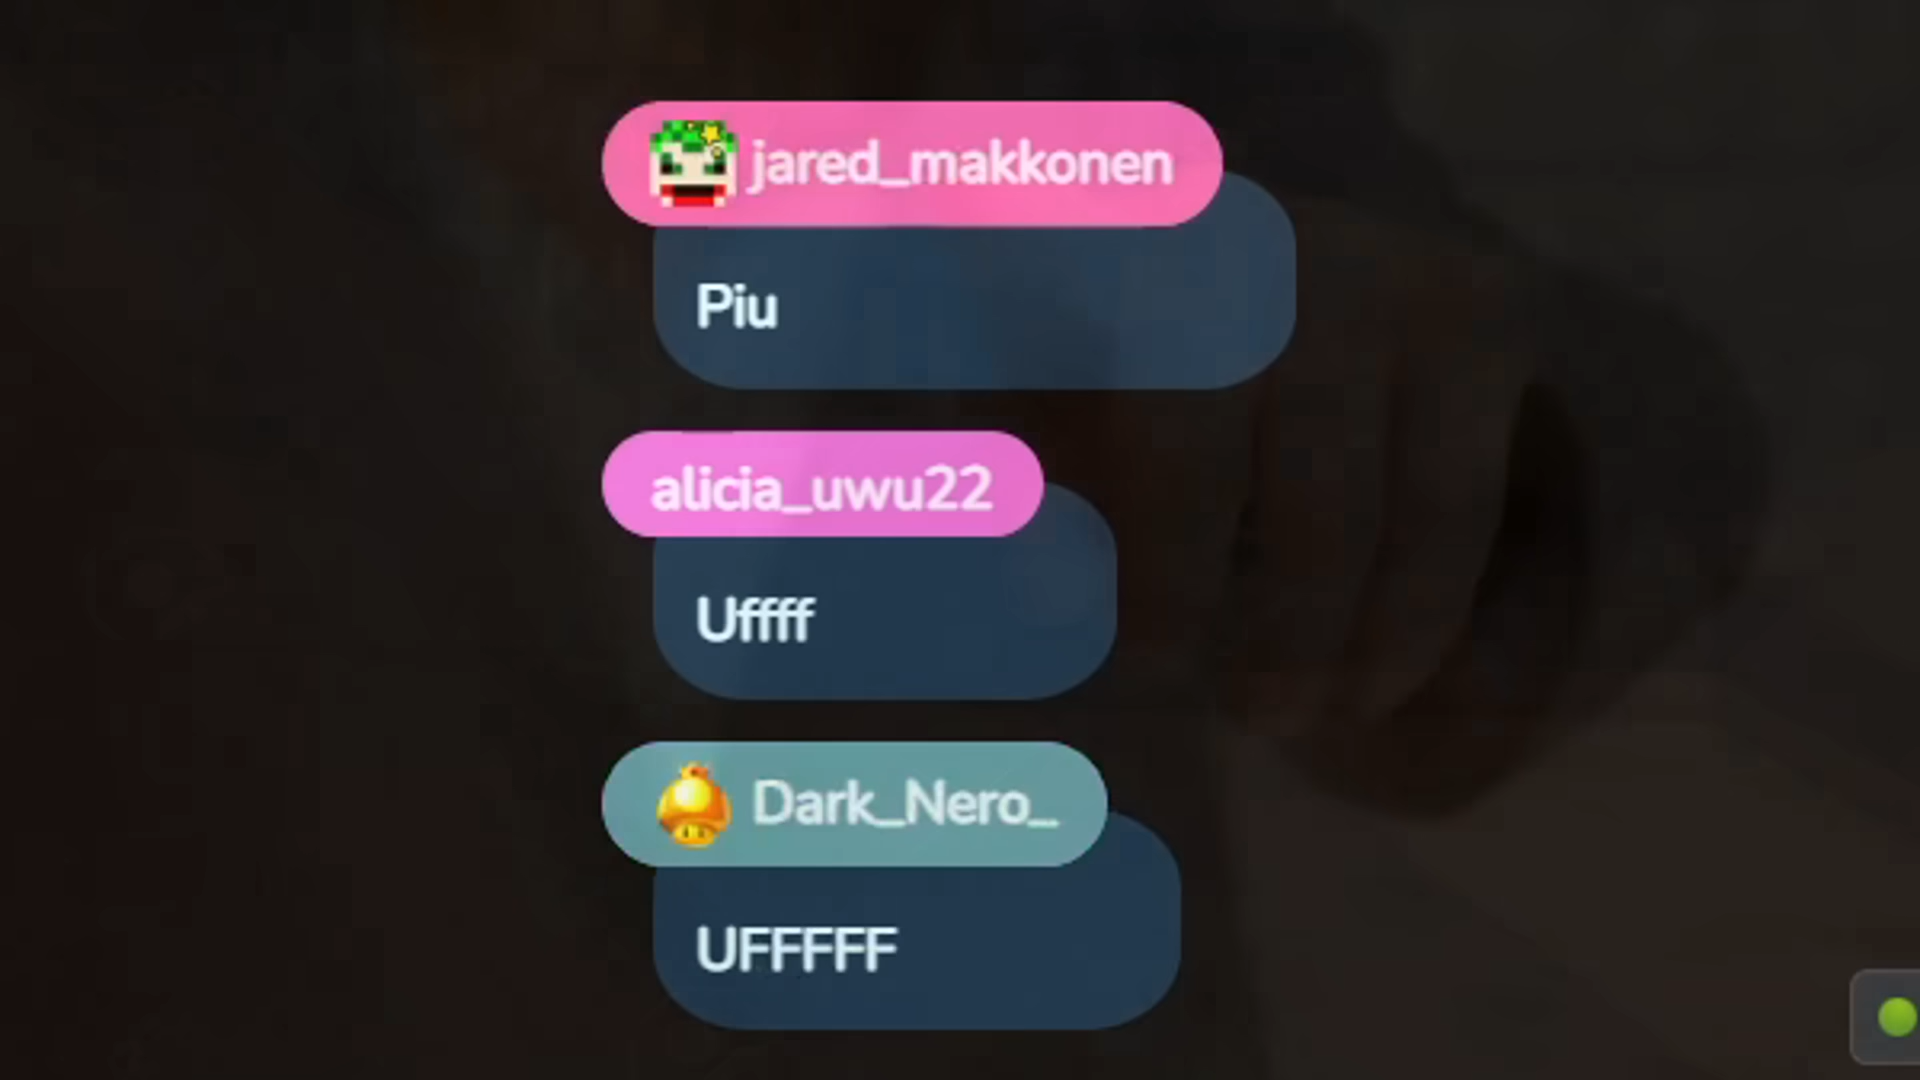 jared_makkonen
Piu
alicia_uwu22
Uffff
Dark_Nero_
UFFFFF